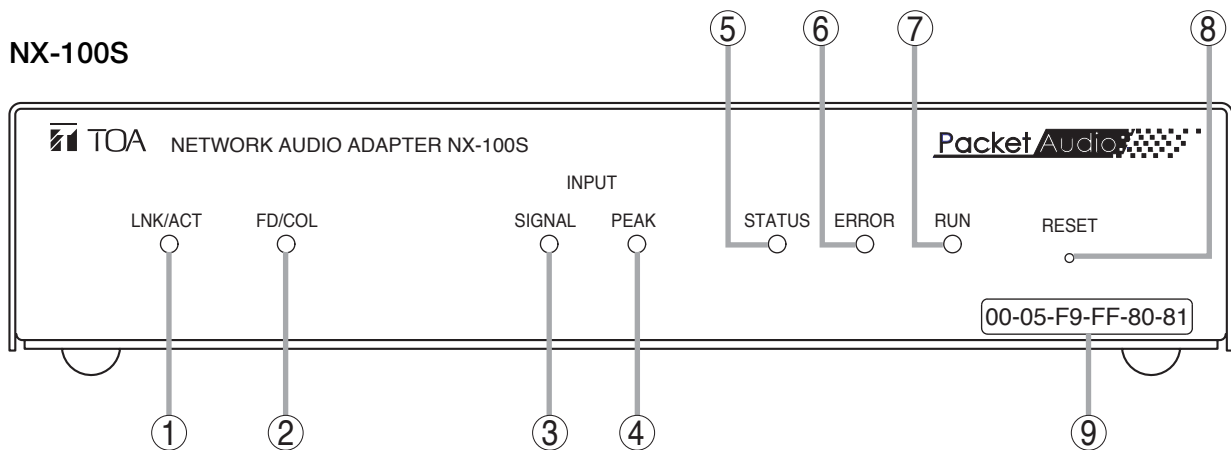 ⑤ ⑥ ⑦ ⑧
NX-100S
TOA NETWORK AUDIO ADAPTER NX-100S
Packet Audio
INPUT
LNK/ACT FD/COL SIGNAL PEAK STATUS ERROR RUN RESET
00-05-F9-FF-80-81
① ② ③ ④ ⑨